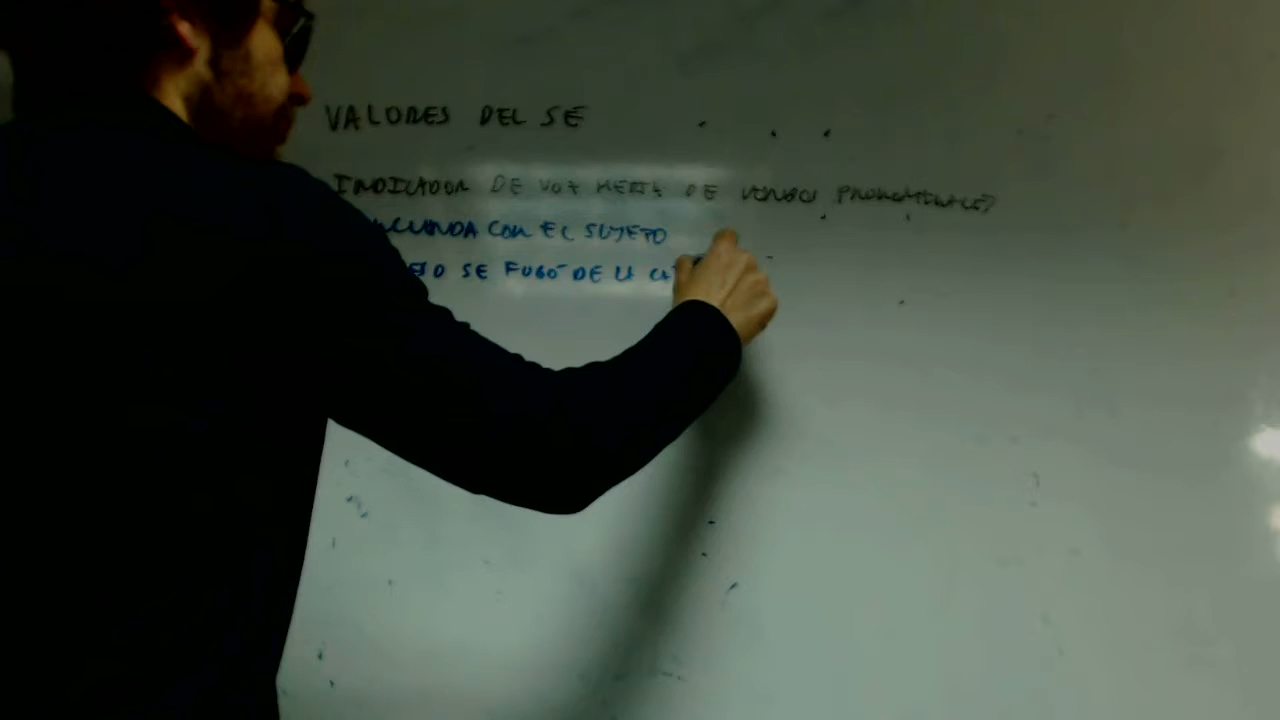 VALORES DEL SE
INDICADOR DE VOZ MEDIA DE VERBOS PRONOMINALES
CON EL SUJETO
SE FUGÓ DE LA